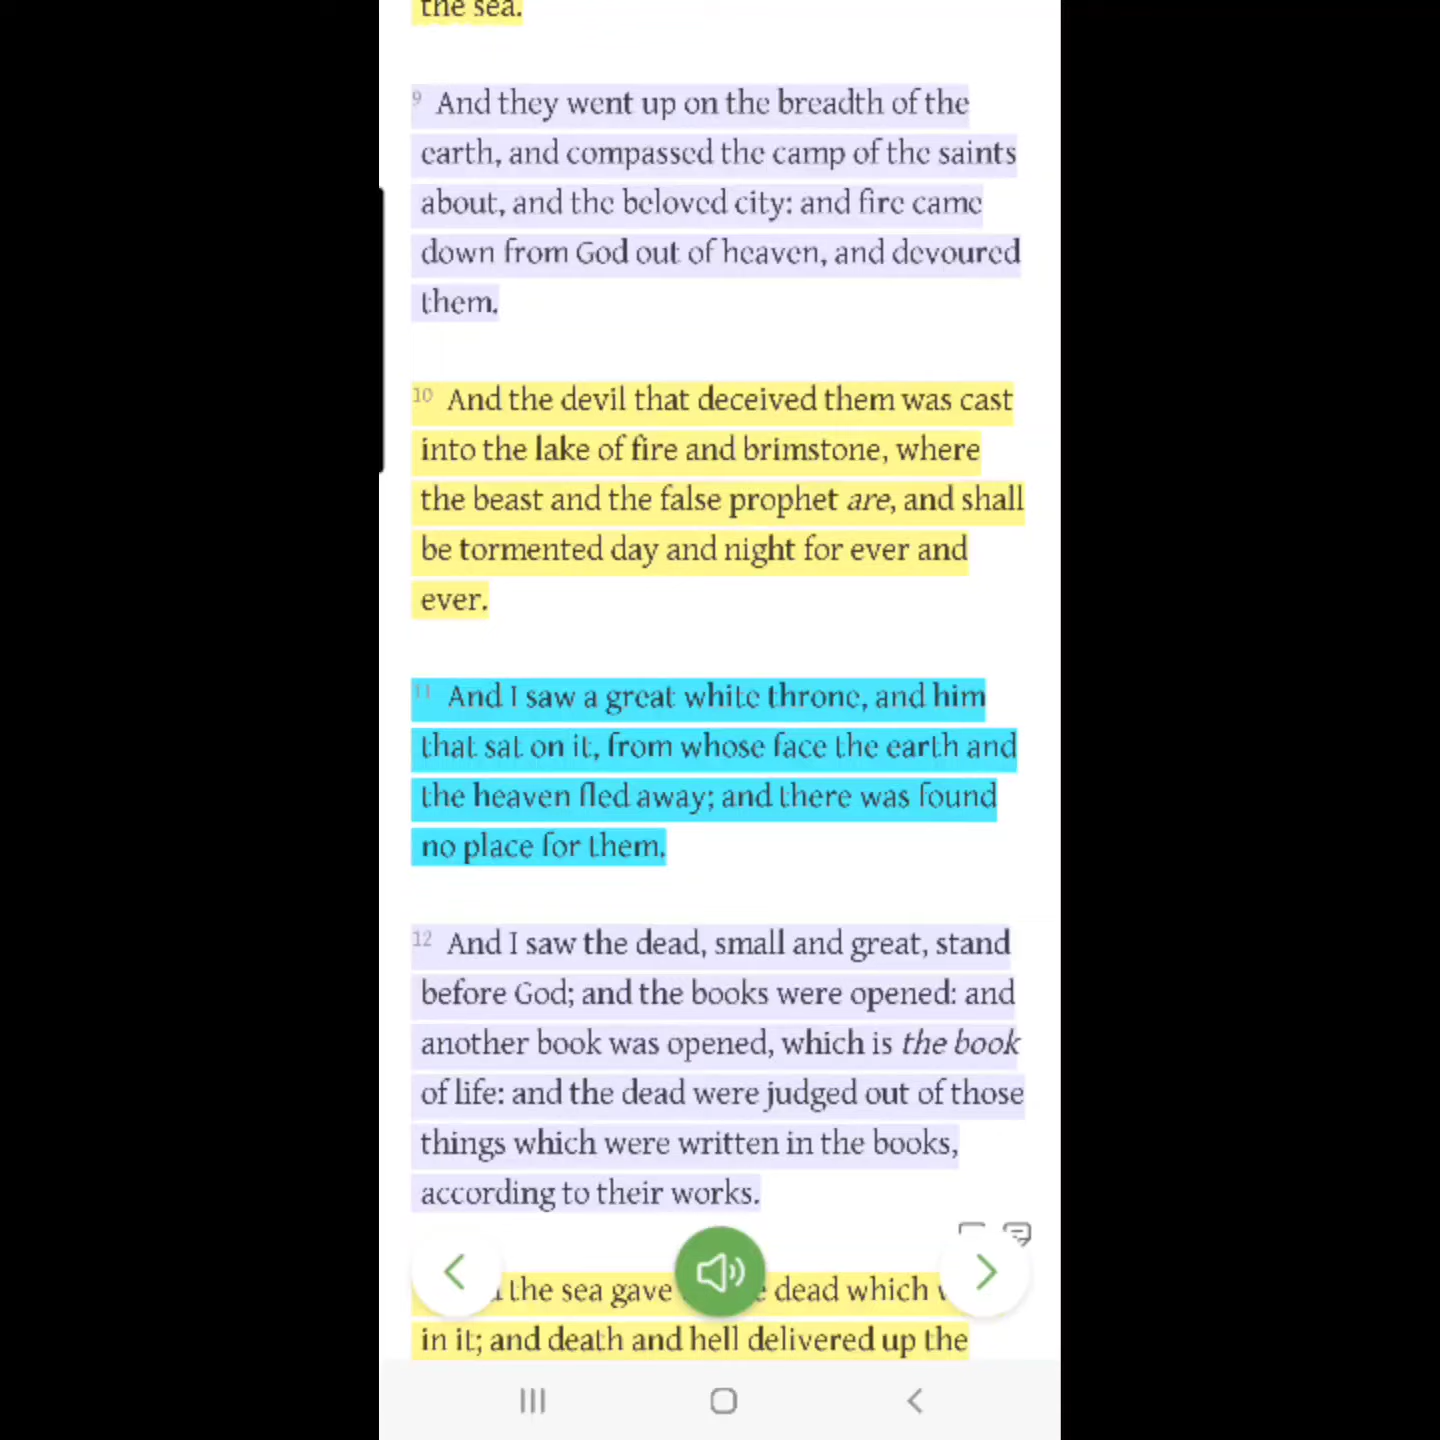 the sea.
9 And they went up on the breadth of the
earth, and compassed the camp of the saints
about, and the beloved city: and fire came
down from God out of heaven, and devoured
them.
10 And the devil that deceived them was cast
into the lake of fire and brimstone, where
the beast and the false prophet are, and shall
be tormented day and night for ever and
ever.
11 And I saw a great white throne, and him
that sat on it, from whose face the earth and
the heaven fled away; and there was found
no place for them.
12 And I saw the dead, small and great, stand
before God; and the books were opened: and
another book was opened, which is the book
of life: and the dead were judged out of those
things which were written in the books,
according to their works.
the sea gave dead which
in it; and death and hell delivered up the